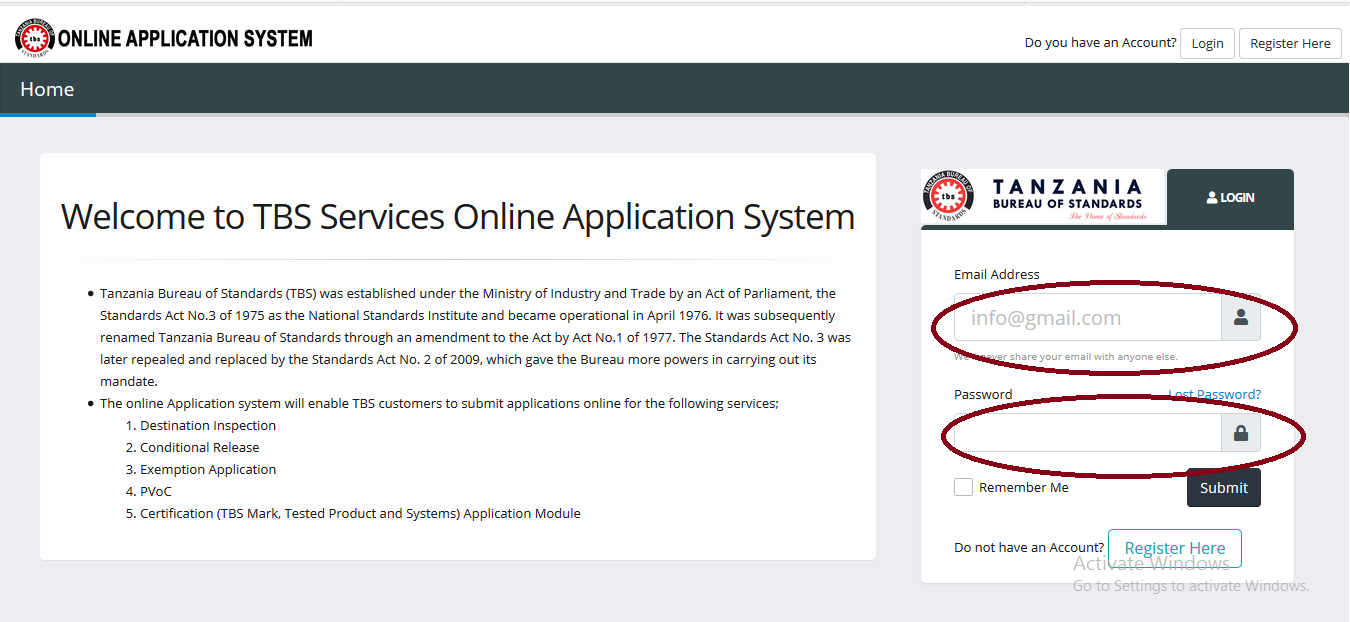 ONLINE APPLICATION SYSTEM
Do you have an Account? Login Register Here
Home
Welcome to TBS Services Online Application System
• Tanzania Bureau of Standards (TBS) was established under the Ministry of Industry and Trade by an Act of Parliament, the
Standards Act No.3 of 1975 as the National Standards Institute and became operational in April 1976. It was subsequently
renamed Tanzania Bureau of Standards through an amendment to the Act by Act No.1 of 1977. The Standards Act No. 3 was
later repealed and replaced by the Standards Act No. 2 of 2009, which gave the Bureau more powers in carrying out its
mandate.
• The online Application system will enable TBS customers to submit applications online for the following services;
1. Destination Inspection
2. Conditional Release
3. Exemption Application
4. PVoC
5. Certification (TBS Mark, Tested Product and Systems) Application Module
TANZANIA BUREAU OF
tbs
STANDARDS
TANZANIA
BUREAU OF STANDARDS
The Home of Standards
LOGIN
Email Address
info@gmail.com
We'll never share your email with anyone else.
Password Lost Password?
Remember Me Submit
Do not have an Account? Register Here
Activate Windows
Go to Settings to activate Windows.